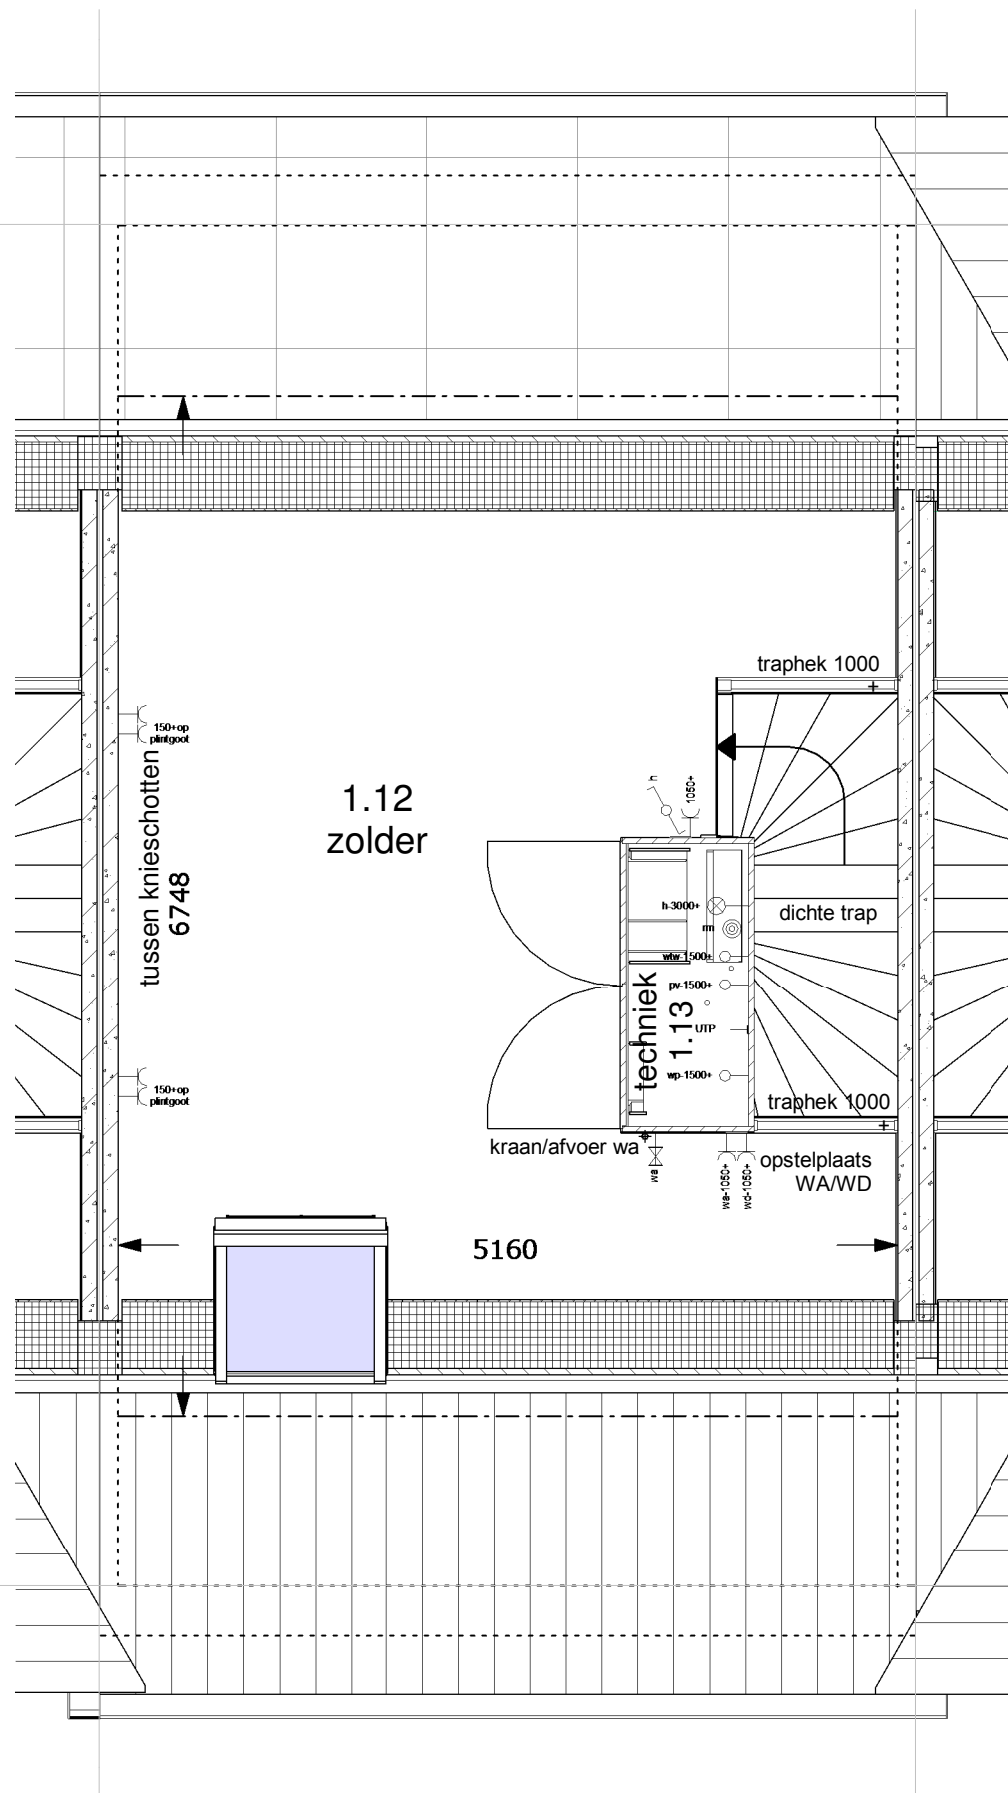 traphek 1000
150+op
plintgoot
tussen knieschotten
6748
1.12
zolder
h
1050+
h-3000+
rm
wtw-1500+
pv-1500+
UTP
wp-1500+
techniek
1.13
dichte trap
150+op
plintgoot
traphek 1000
kraan/afvoer wa
wa
wa-1050+
wd-1050+
opstelplaats
WA/WD
5160